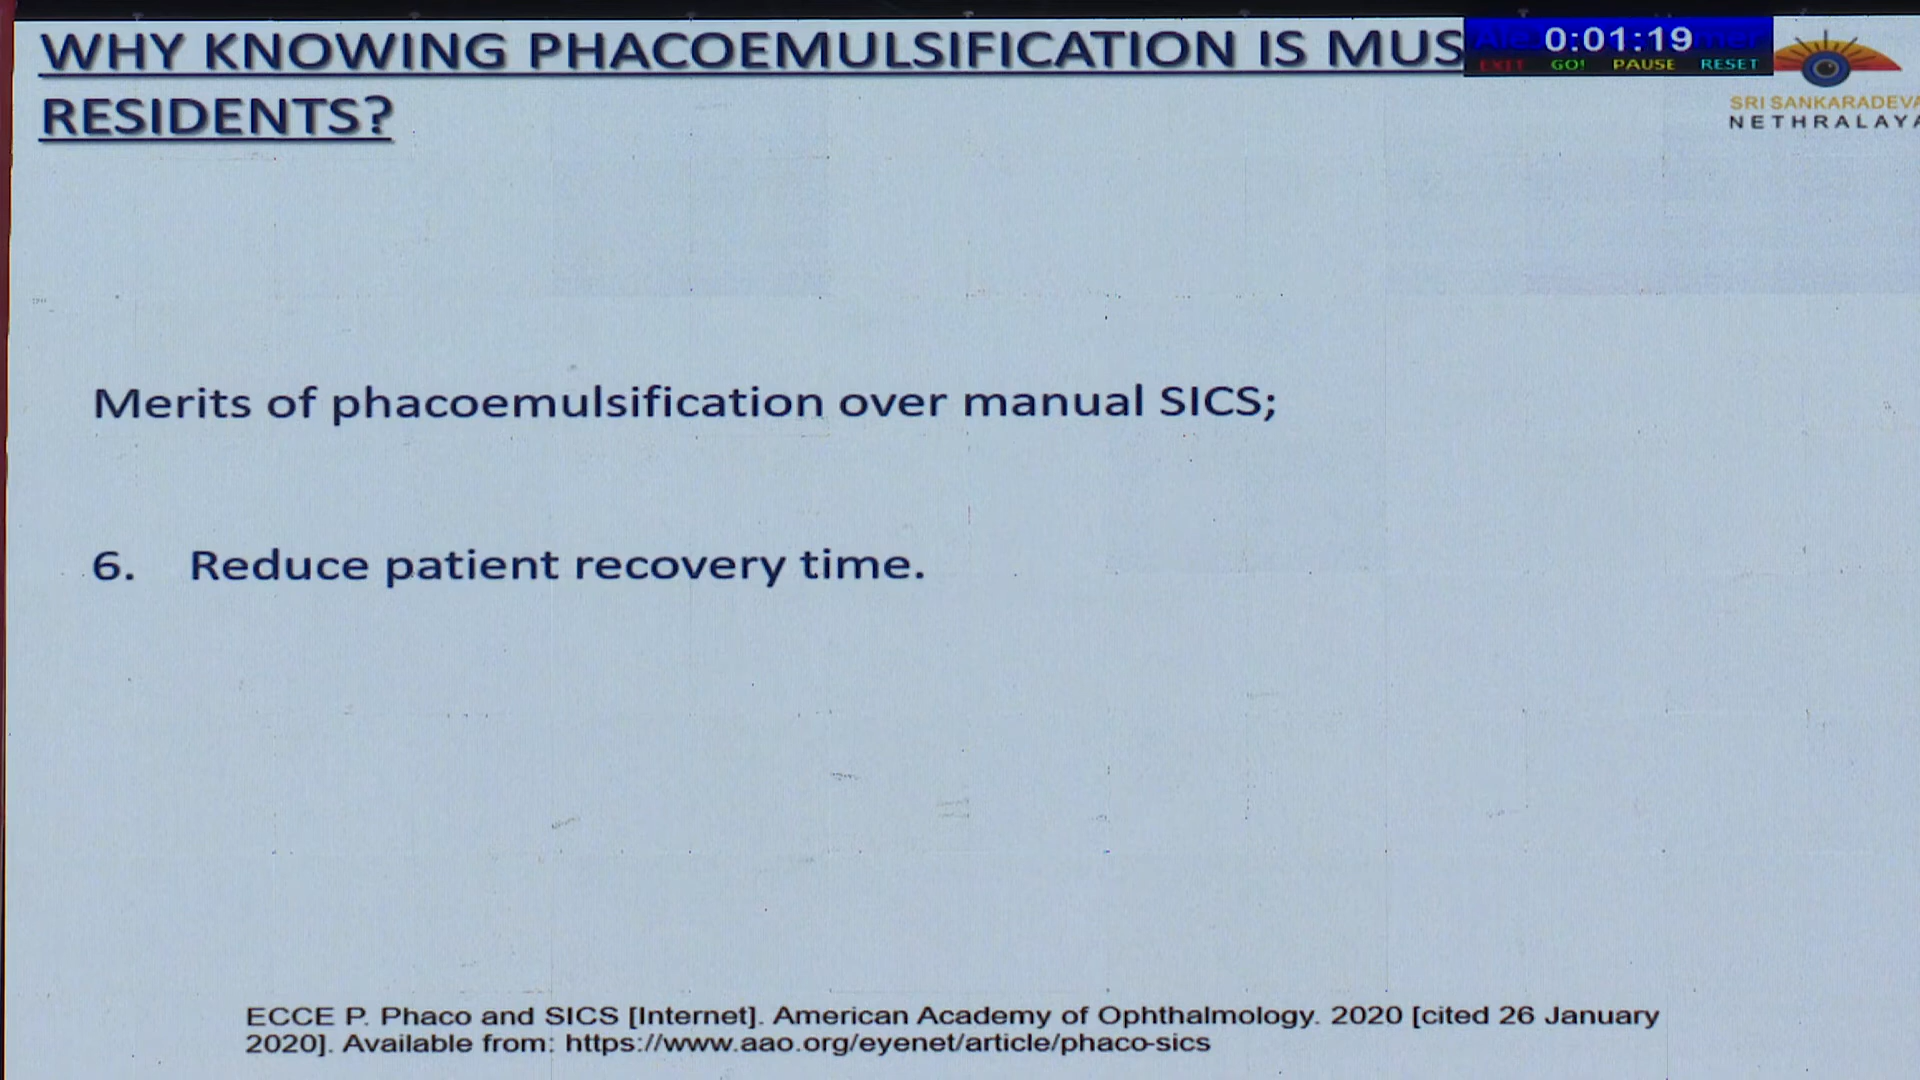 WHY KNOWING PHACOEMULSIFICATION IS MUS
RESIDENTS?
0:01:19
EXIT GO! PAUSE RESET
SRI SANKARADEVA
NETHRALAYA
Merits of phacoemulsification over manual SICS;
6. Reduce patient recovery time.
ECCE P. Phaco and SICS [Internet]. American Academy of Ophthalmology. 2020 [cited 26 January
2020]. Available from: https://www.aao.org/eyenet/article/phaco-sics